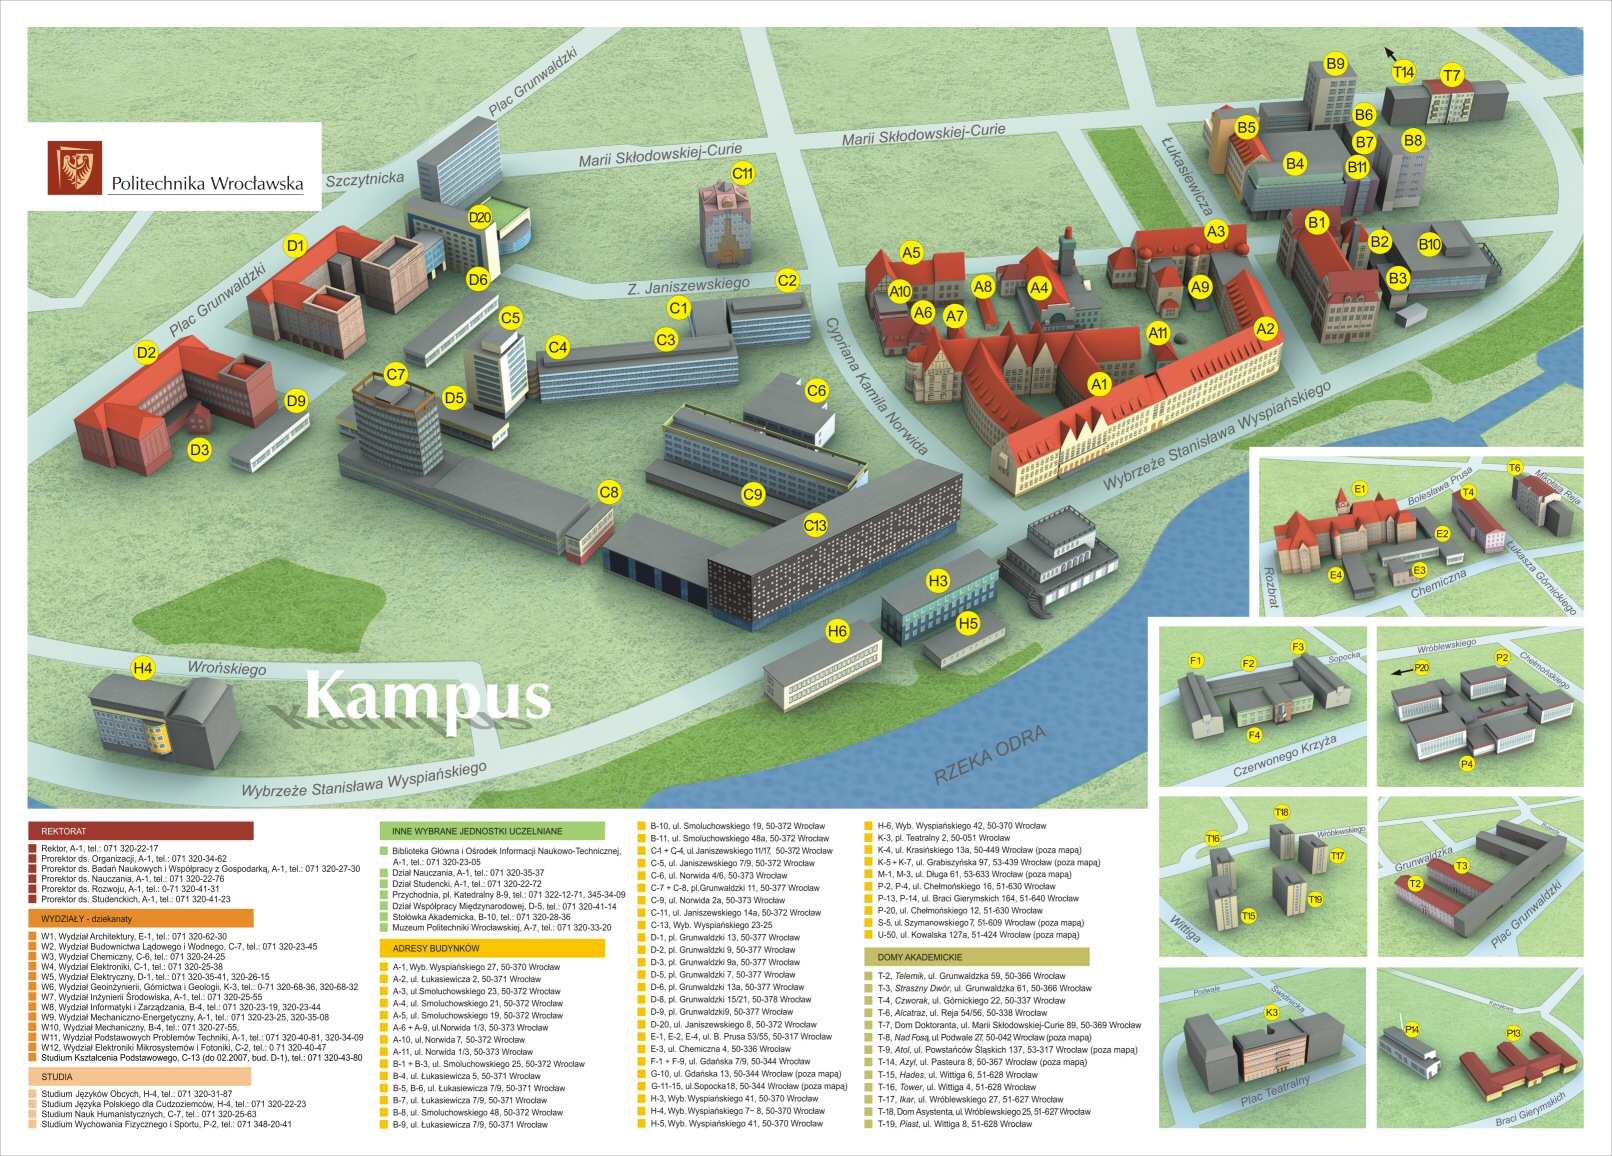 Politechnika Wrocławska
Plac Grunwaldzki
Szczytnicka
Marii Skłodowskiej-Curie
Marii Skłodowskiej-Curie
Łukasiewicza
Plac Grunwaldzki
Z. Janiszewskiego
Cypriana Kamila Norwida
Wybrzeże Stanisława Wyspiańskiego
Wrońskiego
Kampus
Wybrzeże Stanisława Wyspiańskiego
RZEKA ODRA
B9
T14
T7
B5
B6
B7
B8
B4
B11
C11
D20
D1
D6
A5
A3
B1
B2
B10
B3
C2
C1
A10
A8
A4
A9
A6
A7
A11
A2
C5
C4
C3
D2
C7
D5
D9
D3
C6
A1
C8
C9
C13
H3
H5
H6
H4
E1
Bolesława Prusa
T6
Mikołaja Reja
T4
E2
E3
E4
Rozbrat
Chemiczna
Łukasza Górnickiego
F1
F2
F3
Sopocka
F4
Czerwonego Krzyża
Wróblewskiego
P20
P2
Chełmońskiego
P4
T18
T16
Wróblewskiego
T17
T15
T19
Wittiga
Grunwaldzka
T3
T2
Plac Grunwaldzki
Podwale
Świdnicka
K3
Plac Teatralny
P14
P13
Braci Gierymskich
REKTORAT
Rektor, A-1, tel.: 071 320-22-17
Prorektor ds. Organizacji, A-1, tel.: 071 320-34-62
Prorektor ds. Badań Naukowych i Współpracy z Gospodarką, A-1, tel.: 071 320-27-30
Prorektor ds. Nauczania, A-1, tel.: 071 320-22-76
Prorektor ds. Rozwoju, A-1, tel.: 0-71 320-41-31
Prorektor ds. Studenckich, A-1, tel.: 071 320-41-23
WYDZIAŁY - dziekanaty
W1, Wydział Architektury, E-1, tel.: 071 320-62-30
W2, Wydział Budownictwa Lądowego i Wodnego, C-7, tel.: 071 320-23-45
W3, Wydział Chemiczny, C-6, tel.: 071 320-24-25
W4, Wydział Elektroniki, C-1, tel.: 071 320-25-38
W5, Wydział Elektryczny, D-1, tel.: 071 320-35-41, 320-26-15
W6, Wydział Geoinżynierii, Górnictwa i Geologii, K-3, tel.: 0-71 320-68-36, 320-68-32
W7, Wydział Inżynierii Środowiska, A-1, tel.: 071 320-25-55
W8, Wydział Informatyki i Zarządzania, B-4, tel.: 071 320-23-19, 320-23-44
W9, Wydział Mechaniczno-Energetyczny, A-1, tel.: 071 320-23-25, 320-35-08
W10, Wydział Mechaniczny, B-4, tel.: 071 320-27-55,
W11, Wydział Podstawowych Problemów Techniki, A-1, tel.: 071 320-40-81, 320-34-09
W12, Wydział Elektroniki Mikrosystemów i Fotoniki, C-2, tel.: 0-71 320-40-47
Studium Kształcenia Podstawowego, C-13 (do 02.2007, bud. D-1), tel.: 071 320-43-80
STUDIA
Studium Języków Obcych, H-4, tel.: 071 320-31-87
Studium Języka Polskiego dla Cudzoziemców, H-4, tel.: 071 320-22-23
Studium Nauk Humanistycznych, C-7, tel.: 071 320-25-63
Studium Wychowania Fizycznego i Sportu, P-2, tel.: 071 348-20-41
INNE WYBRANE JEDNOSTKI UCZELNIANE
Biblioteka Główna i Ośrodek Informacji Naukowo-Technicznej,
A-1, tel.: 071 320-23-05
Dział Nauczania, A-1, tel.: 071 320-35-37
Dział Studencki, A-1, tel.: 071 320-22-72
Przychodnia, pl. Katedralny 8-9, tel.: 071 322-12-71, 345-34-09
Dział Współpracy Międzynarodowej, D-5, tel.: 071 320-41-14
Stołówka Akademicka, B-10, tel.: 071 320-28-36
Muzeum Politechniki Wrocławskiej, A-7, tel.: 071 320-33-20
ADRESY BUDYNKÓW
A-1, Wyb. Wyspiańskiego 27, 50-370 Wrocław
A-2, ul. Łukasiewicza 2, 50-371 Wrocław
A-3, ul.Smoluchowskiego 23, 50-372 Wrocław
A-4, ul. Smoluchowskiego 21, 50-372 Wrocław
A-5, ul. Smoluchowskiego 19, 50-372 Wrocław
A-6 ÷ A-9, ul.Norwida 1/3, 50-373 Wrocław
A-10, ul. Norwida 7, 50-372 Wrocław
A-11, ul. Norwida 1/3, 50-373 Wrocław
B-1 ÷ B-3, ul. Smoluchowskiego 25, 50-372 Wrocław
B-4, ul. Łukasiewicza 5, 50-371 Wrocław
B-5, B-6, ul. Łukasiewicza 7/9, 50-371 Wrocław
B-7, ul. Łukasiewicza 7/9, 50-371 Wrocław
B-8, ul. Smoluchowskiego 48, 50-372 Wrocław
B-9, ul. Łukasiewicza 7/9, 50-371 Wrocław
B-10, ul. Smoluchowskiego 19, 50-372 Wrocław
B-11, ul. Smoluchowskiego 48a, 50-372 Wrocław
C-1 ÷ C-4, ul.Janiszewskiego 11/17, 50-372 Wrocław
C-5, ul. Janiszewskiego 7/9, 50-372 Wrocław
C-6, ul. Norwida 4/6, 50-373 Wrocław
C-7 ÷ C-8, pl.Grunwaldzki 11, 50-377 Wrocław
C-9, ul. Norwida 2a, 50-373 Wrocław
C-11, ul. Janiszewskiego 14a, 50-372 Wrocław
C-13, Wyb. Wyspiańskiego 23-25
D-1, pl. Grunwaldzki 13, 50-377 Wrocław
D-2, pl. Grunwaldzki 9, 50-377 Wrocław
D-3, pl. Grunwaldzki 9a, 50-377 Wrocław
D-5, pl. Grunwaldzki 7, 50-377 Wrocław
D-6, pl. Grunwaldzki 13a, 50-377 Wrocław
D-8, pl. Grunwaldzki 15/21, 50-378 Wrocław
D-9, pl. Grunwaldzki9, 50-377 Wrocław
D-20, ul. Janiszewskiego 8, 50-372 Wrocław
E-1, E-2, E-4, ul. B. Prusa 53/55, 50-317 Wrocław
E-3, ul. Chemiczna 4, 50-336 Wrocław
F-1 ÷ F-9, ul. Gdańska 7/9, 50-344 Wrocław
G-10, ul. Gdańska 13, 50-344 Wrocław (poza mapą)
G-11-15, ul.Sopocka18, 50-344 Wrocław (poza mapą)
H-3, Wyb. Wyspiańskiego 41, 50-370 Wrocław
H-4, Wyb. Wyspiańskiego 7– 8, 50-370 Wrocław
H-5, Wyb. Wyspiańskiego 41, 50-370 Wrocław
H-6, Wyb. Wyspiańskiego 42, 50-370 Wrocław
K-3, pl. Teatralny 2, 50-051 Wrocław
K-4, ul. Krasińskiego 13a, 50-449 Wrocław (poza mapą)
K-5 ÷ K-7, ul. Grabiszyńska 97, 53-439 Wrocław (poza mapą)
M-1, M-3, ul. Długa 61, 53-633 Wrocław (poza mapą)
P-2, P-4, ul. Chełmońskiego 16, 51-630 Wrocław
P-13, P-14, ul. Braci Gierymskich 164, 51-640 Wrocław
P-20, ul. Chełmońskiego 12, 51-630 Wrocław
S-5, ul. Szymanowskiego 7, 51-609 Wrocław (poza mapą)
U-50, ul. Kowalska 127a, 51-424 Wrocław (poza mapą)
DOMY AKADEMICKIE
T-2, Telemik, ul. Grunwaldzka 59, 50-366 Wrocław
T-3, Straszny Dwór, ul. Grunwaldzka 61, 50-366 Wrocław
T-4, Czworak, ul. Górnickiego 22, 50-337 Wrocław
T-6, Alcatraz, ul. Reja 54/56, 50-338 Wrocław
T-7, Dom Doktoranta, ul. Marii Skłodowskiej-Curie 89, 50-369 Wrocław
T-8, Nad Fosą, ul. Podwale 27, 50-042 Wrocław (poza mapą)
T-9, Atol, ul. Powstańców Śląskich 137, 53-317 Wrocław (poza mapą)
T-14, Azyl, ul. Pasteura 8, 50-367 Wrocław (poza mapą)
T-15, Hades, ul. Wittiga 6, 51-628 Wrocław
T-16, Tower, ul. Wittiga 4, 51-628 Wrocław
T-17, Ikar, ul. Wróblewskiego 27, 51-627 Wrocław
T-18, Dom Asystenta, ul. Wróblewskiego 25, 51-627 Wrocław
T-19, Piast, ul. Wittiga 8, 51-628 Wrocław